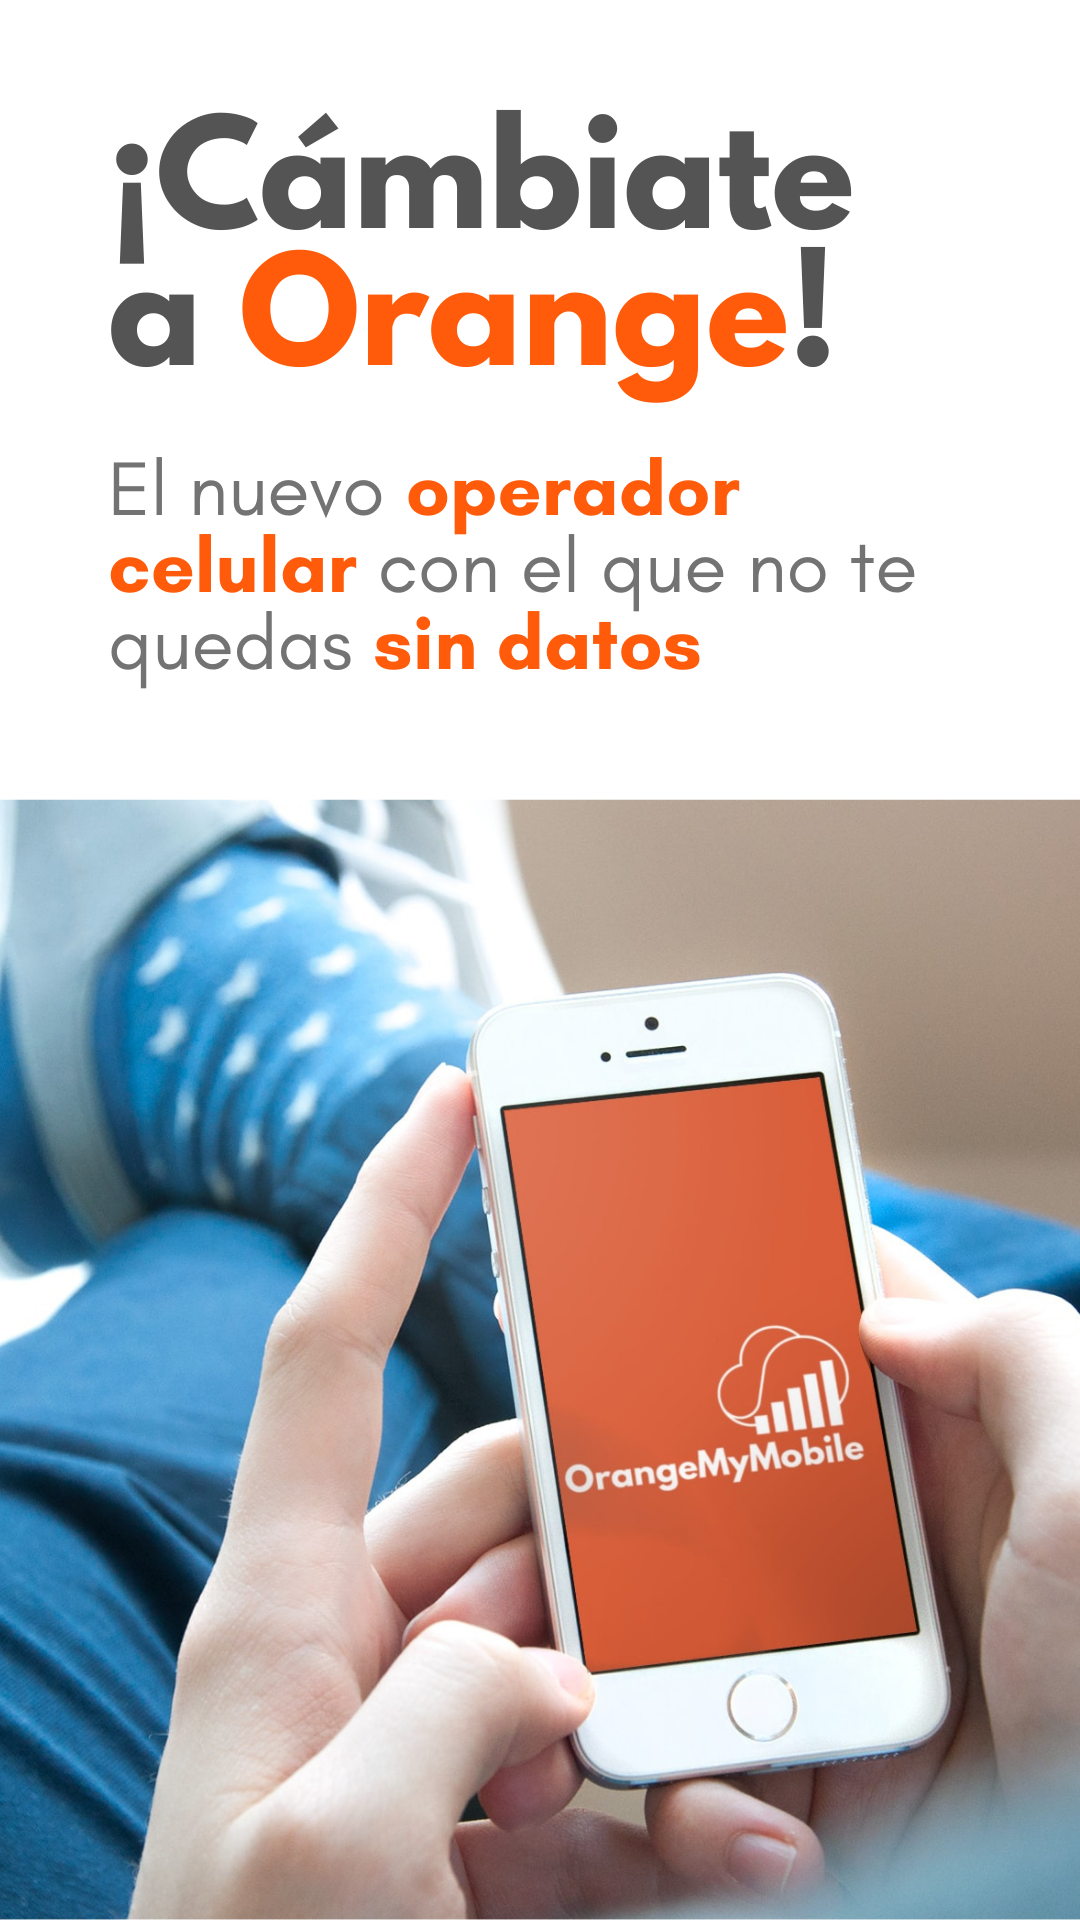 ¡Cámbiate
a Orange!
El nuevo operador
celular con el que no te
quedas sin datos
OrangeMyMobile